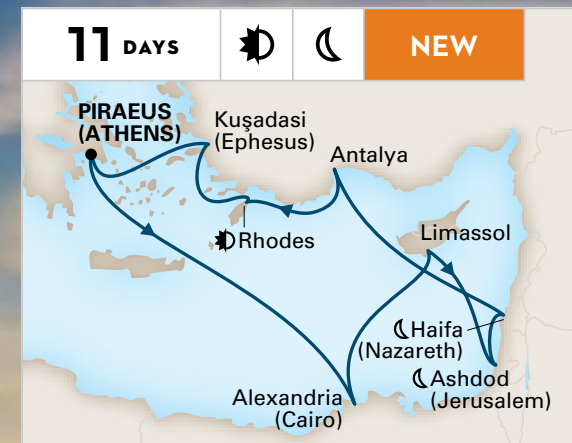 11 DAYS
NEW
PIRAEUS
(ATHENS)
Kuşadasi
(Ephesus)
Antalya
Rhodes
Limassol
Haifa
(Nazareth)
Ashdod
(Jerusalem)
Alexandria
(Cairo)